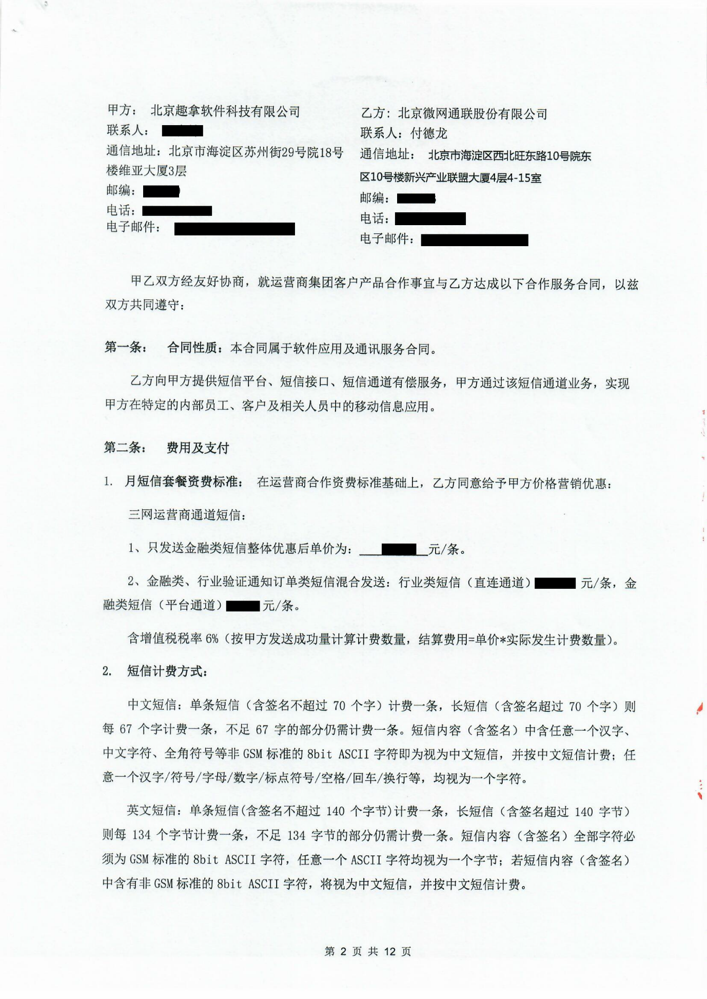 甲方： 北京趣拿软件科技有限公司
联系人：
通信地址：北京市海淀区苏州街29号院18号
楼维亚大厦3层
邮编：
电话：
电子邮件：
乙方：北京微网通联股份有限公司
联系人：付德龙
通信地址： 北京市海淀区西北旺东路10号院东
区10号楼新兴产业联盟大厦4层4-15室
邮编：
电话：
电子邮件：
甲乙双方经友好协商，就运营商集团客户产品合作事宜与乙方达成以下合作服务合同，以兹
双方共同遵守：
第一条： 合同性质：本合同属于软件应用及通讯服务合同。
乙方向甲方提供短信平台、短信接口、短信通道有偿服务，甲方通过该短信通道业务，实现
甲方在特定的内部员工、客户及相关人员中的移动信息应用。
第二条： 费用及支付
1. 月短信套餐资费标准： 在运营商合作资费标准基础上，乙方同意给予甲方价格营销优惠：
三网运营商通道短信：
1、只发送金融类短信整体优惠后单价为： 元/条。
2、金融类、行业验证通知订单类短信混合发送：行业类短信（直连通道） 元/条，金
融类短信（平台通道） 元/条。
含增值税税率 6%（按甲方发送成功量计算计费数量，结算费用=单价*实际发生计费数量）。
2. 短信计费方式：
中文短信：单条短信（含签名不超过 70 个字）计费一条，长短信（含签名超过 70 个字）则
每 67 个字计费一条，不足 67 字的部分仍需计费一条。短信内容（含签名）中含任意一个汉字、
中文字符、全角符号等非 GSM 标准的 8bit ASCII 字符即为视为中文短信，并按中文短信计费；任
意一个汉字/符号/字母/数字/标点符号/空格/回车/换行等，均视为一个字符。
英文短信：单条短信(含签名不超过 140 个字节)计费一条，长短信（含签名超过 140 字节）
则每 134 个字节计费一条，不足 134 字节的部分仍需计费一条。短信内容（含签名）全部字符必
须为 GSM 标准的 8bit ASCII 字符，任意一个 ASCII 字符均视为一个字节；若短信内容（含签名）
中含有非 GSM 标准的 8bit ASCII 字符，将视为中文短信，并按中文短信计费。
第 2 页 共 12 页